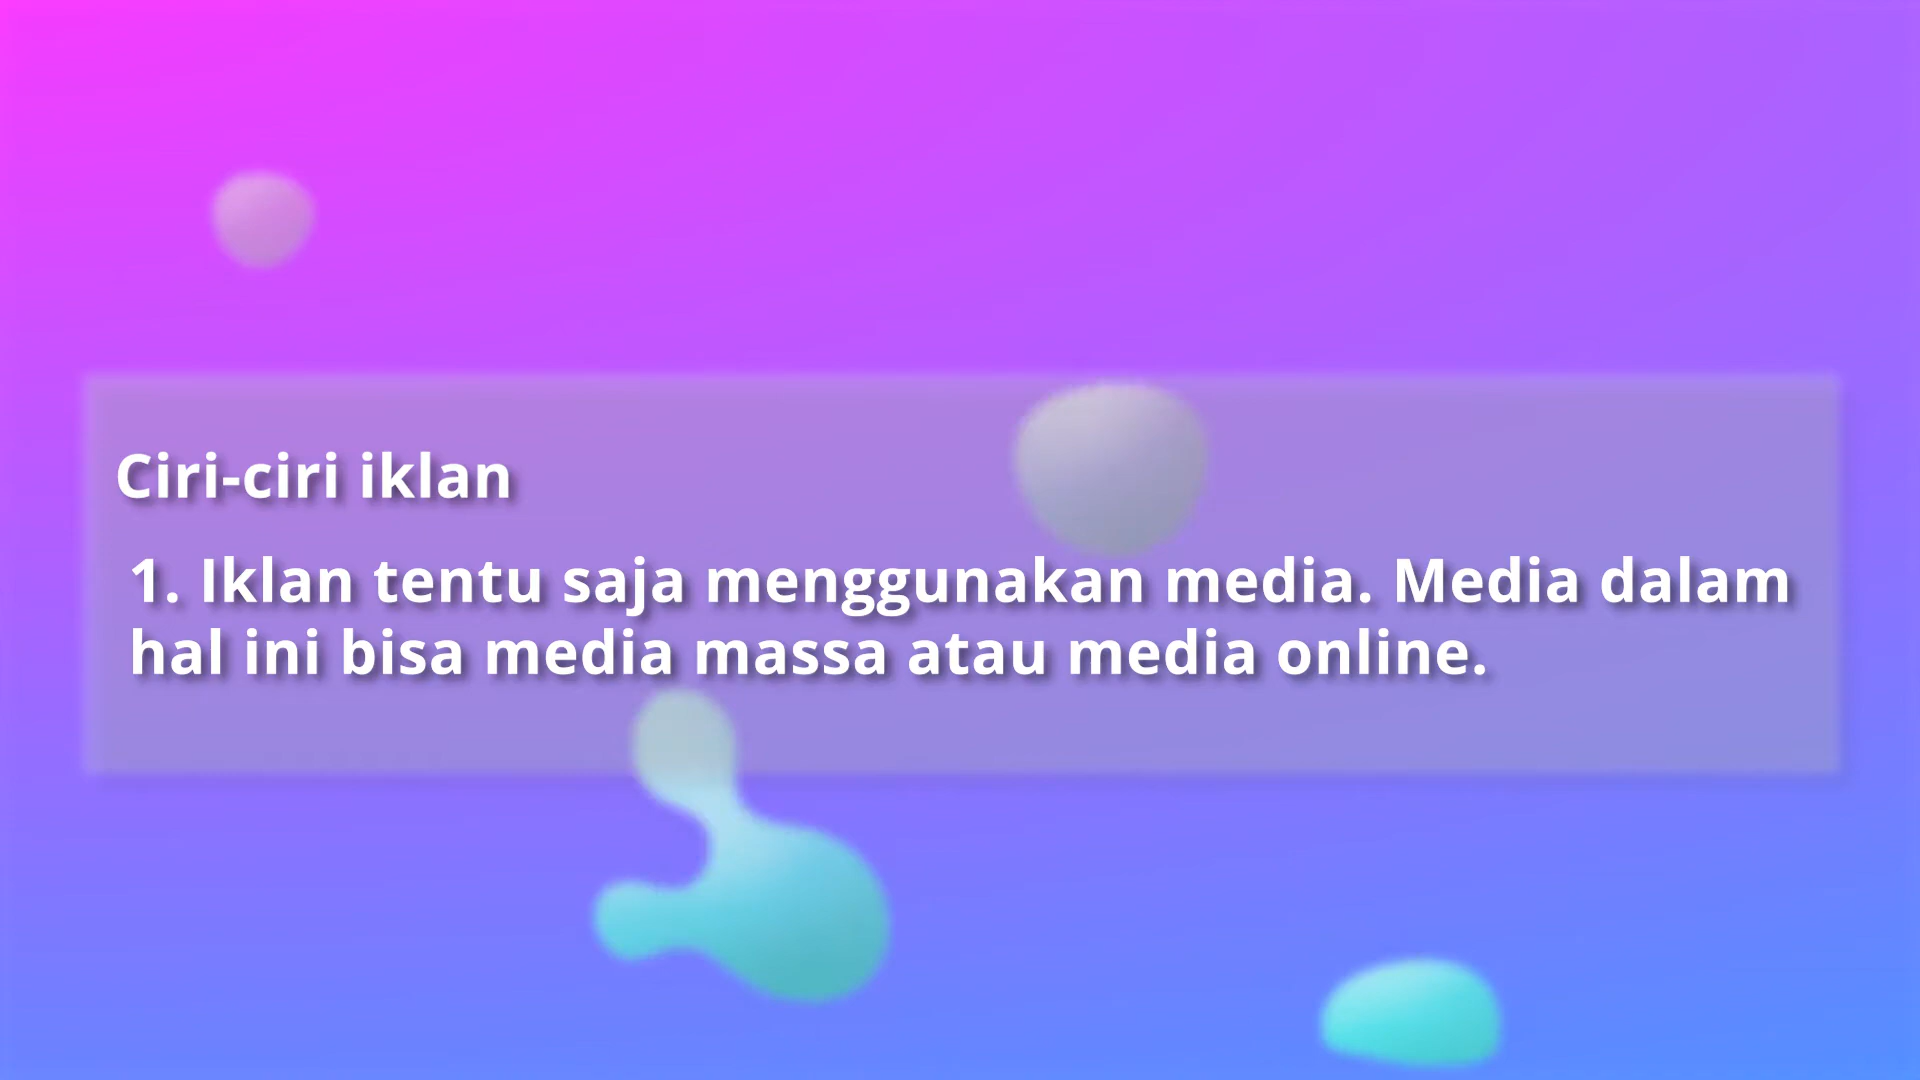 Ciri-ciri iklan
1. Iklan tentu saja menggunakan media. Media dalam
hal ini bisa media massa atau media online.